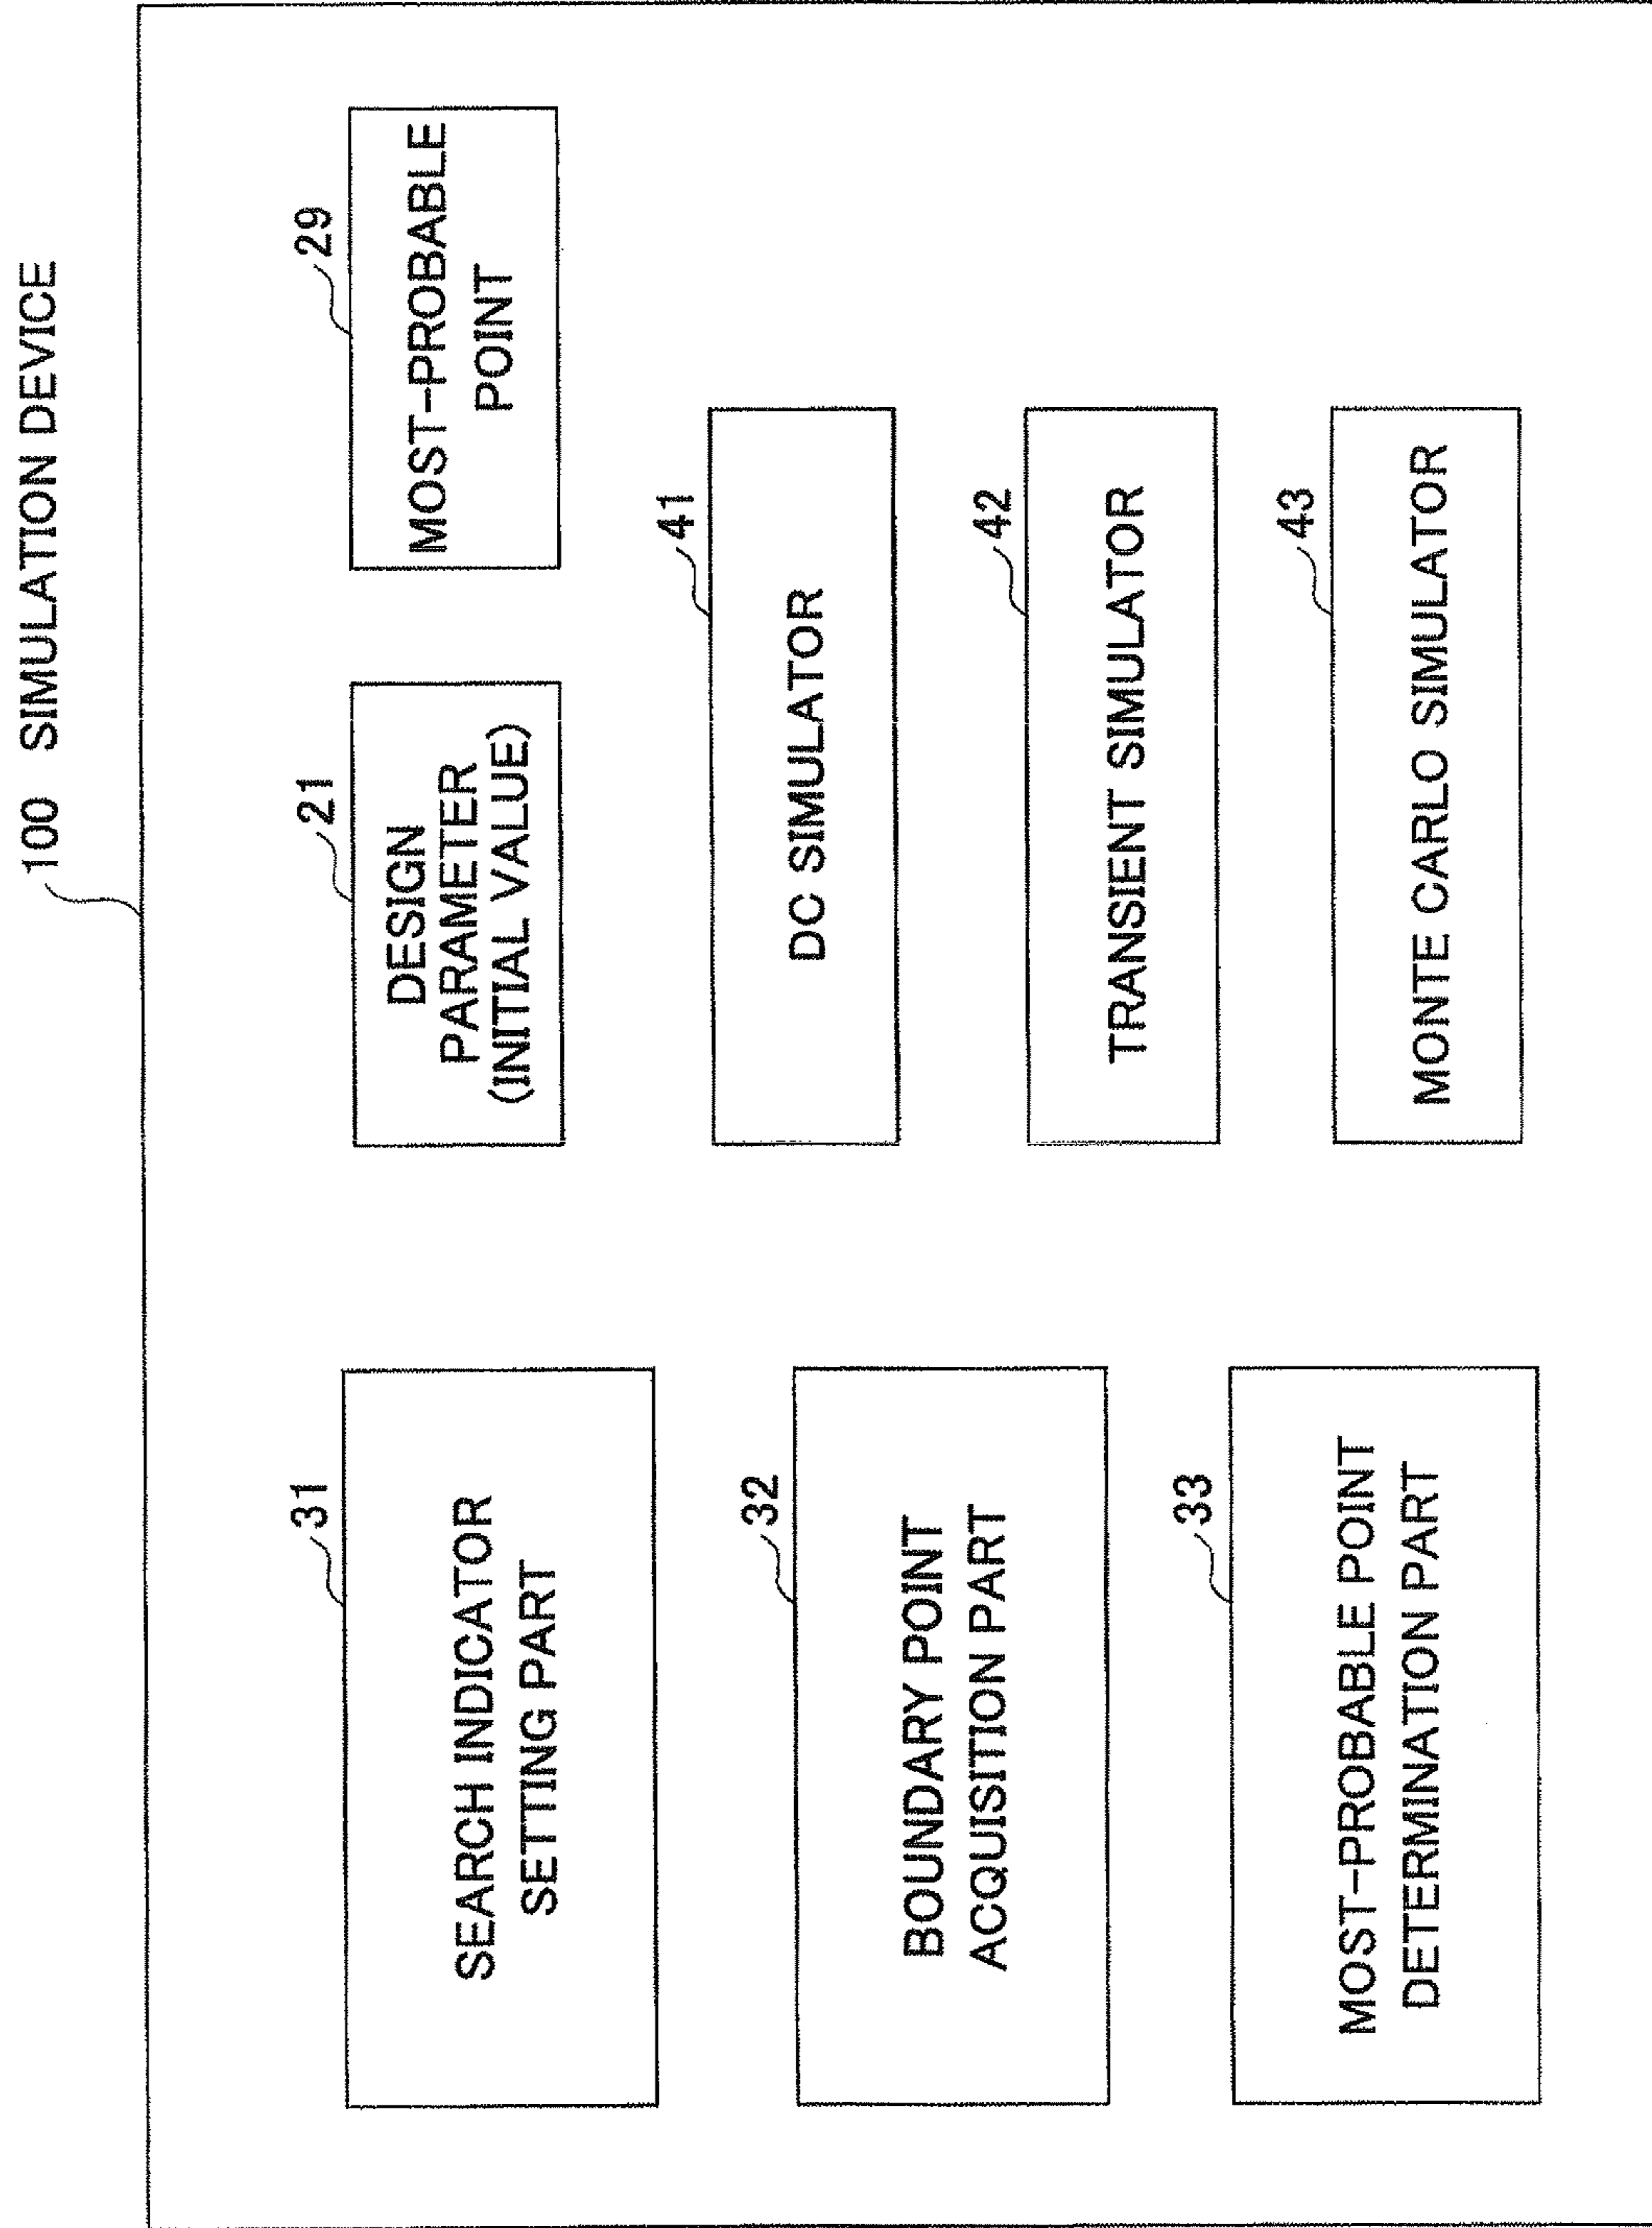 100 SIMULATION DEVICE
31
SEARCH INDICATOR
SETTING PART
32
BOUNDARY POINT
ACQUISITION PART
33
MOST-PROBABLE POINT
DETERMINATION PART
21
DESIGN
PARAMETER
(INITIAL VALUE)
29
MOST-PROBABLE
POINT
41
DC SIMULATOR
42
TRANSIENT SIMULATOR
43
MONTE CARLO SIMULATOR